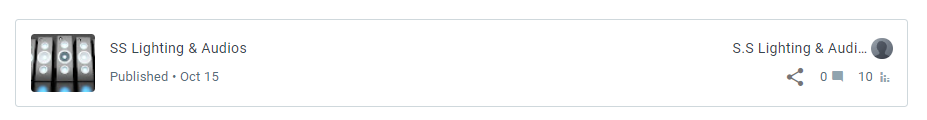 SS Lighting & Audios
S.S Lighting & Audi...
Published • Oct 15
0
10